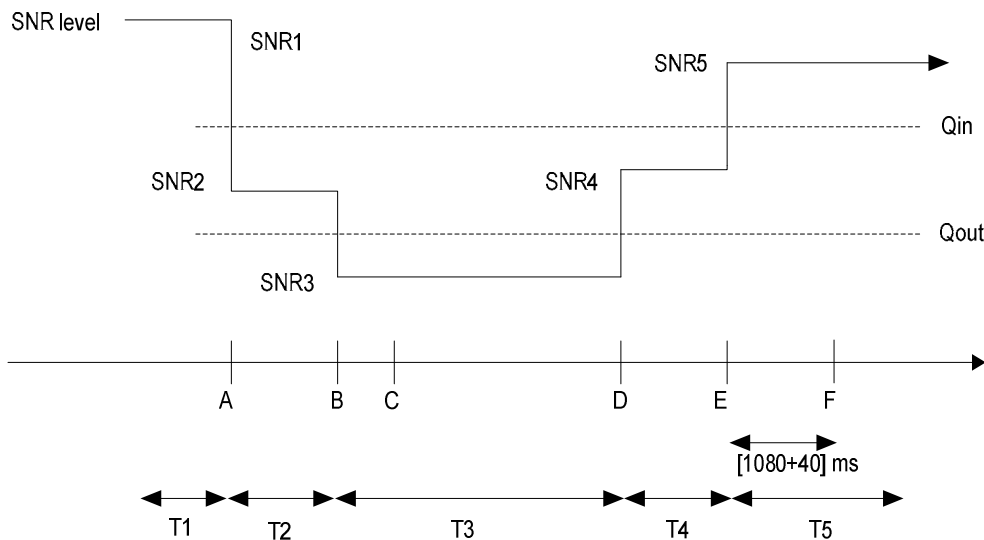 SNR level
SNR1
SNR5
Qin
SNR2
SNR4
Qout
SNR3
A B C D E F
[1080+40] ms
T1 T2 T3 T4 T5